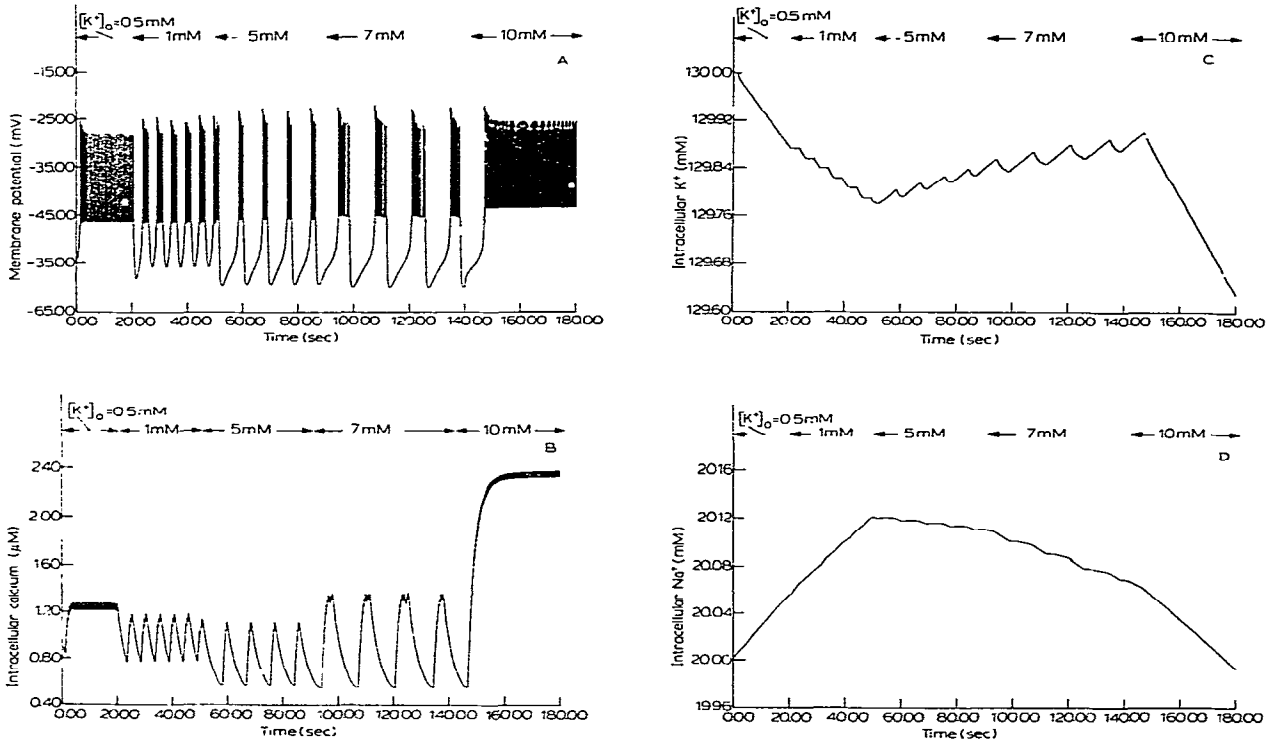 [K⁺]ₒ=0.5mM
1mM
5mM
7mM
10mM
A
-15.00
-25.00
-35.00
-45.00
-35.00
-65.00
Membrane potential (mV)
0.00 20.00 40.00 60.00 80.00 100.00 120.00 140.00 160.00 180.00
Time (sec)
[K⁺]ₒ=0.5mM
1mM
5mM
7mM
10mM
C
130.00
129.92
129.84
129.76
129.68
129.60
Intracellular K⁺ (mM)
0.00 20.00 40.00 60.00 80.00 100.00 120.00 140.00 160.00 180.00
Time (sec)
[K⁺]ₒ=0.5mM
1mM
5mM
7mM
10mM
B
2.40
2.00
1.60
1.20
0.80
0.40
Intracellular calcium (μM)
0.00 20.00 40.00 60.00 80.00 100.00 120.00 140.00 160.00 180.00
Time (sec)
[K⁺]ₒ=0.5mM
1mM
5mM
7mM
10mM
D
20.16
20.12
20.08
20.04
20.00
19.96
Intracellular Na⁺ (mM)
0.00 20.00 40.00 60.00 80.00 100.00 120.00 140.00 160.00 180.00
Time (sec)